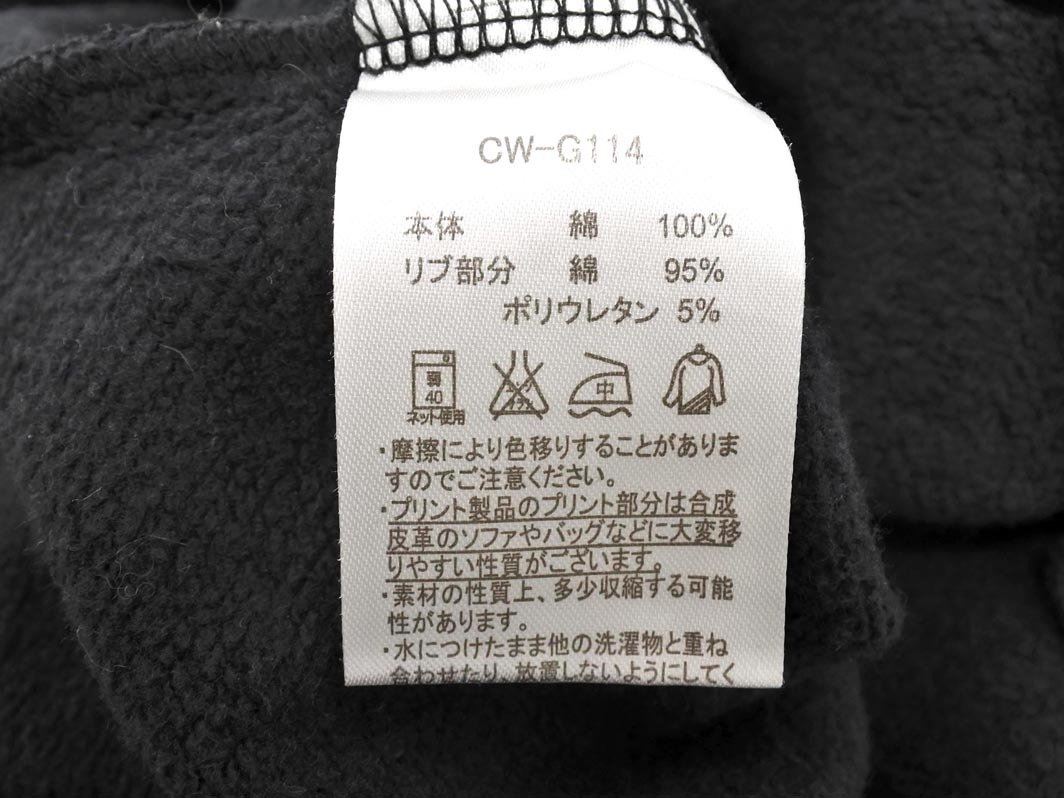 CW-G114
本体 綿 100%
リブ部分 綿 95%
ポリウレタン 5%
弱
40
ネット使用
エンソ
サラシ
中
・摩擦により色移りすることがありま
すのでご注意ください。
・プリント製品のプリント部分は合成
皮革のソファやバッグなどに大変移
りやすい性質がございます。
・素材の性質上、多少収縮する可能
性があります。
・水につけたまま他の洗濯物と重ね
合わせたり、放置しないようにしてく